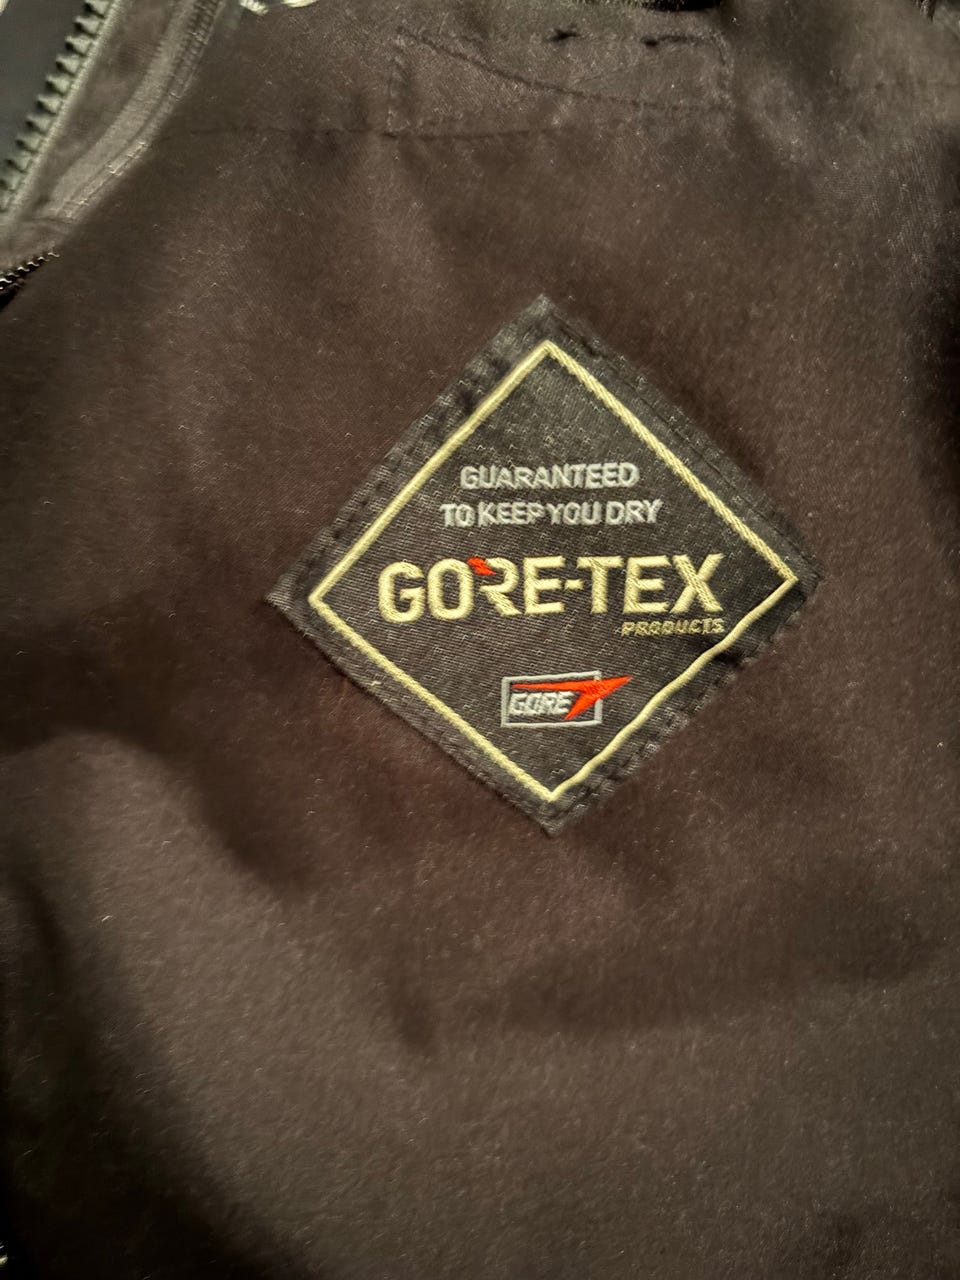 GUARANTEED
TO KEEP YOU DRY
GORE-TEX
PRODUCTS
GORE